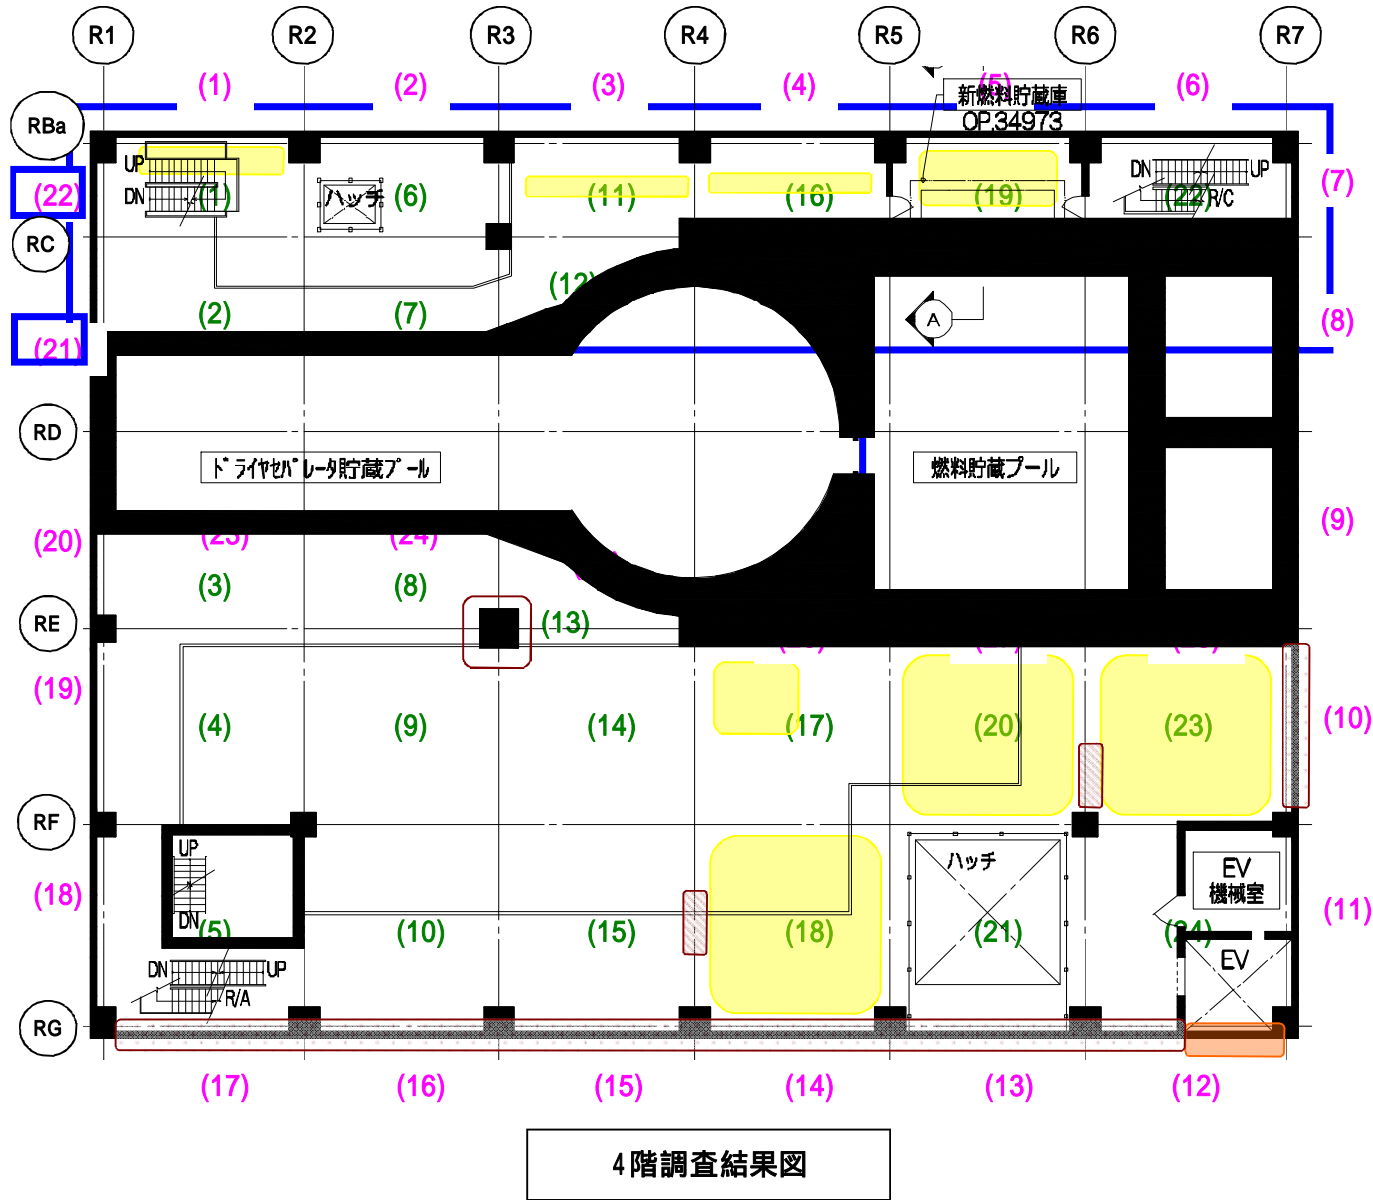 R1 R2 R3 R4 R5 R6 R7
(1) (2) (3) (4) (5) (6)
新燃料貯蔵庫
OP.34973
RBa
UP
DN
(1)
ハッチ
(6)
(11)
(16)
(19)
DN UP
(22)
R/C
(22)
(7)
RC
(12)
(2)
(7)
A
(8)
(21)
RD
ドライヤセパレータ貯蔵プール
燃料貯蔵プール
(9)
(20)
(23)
(24)
(3)
(8)
RE
(13)
(19)
(4)
(9)
(14)
(17)
(20)
(23)
(10)
RF
UP
DN
(5)
ハッチ
EV
機械室
(18)
(10)
(15)
(18)
(21)
(24)
(11)
EV
DN UP
R/A
RG
(17) (16) (15) (14) (13) (12)
4階調査結果図